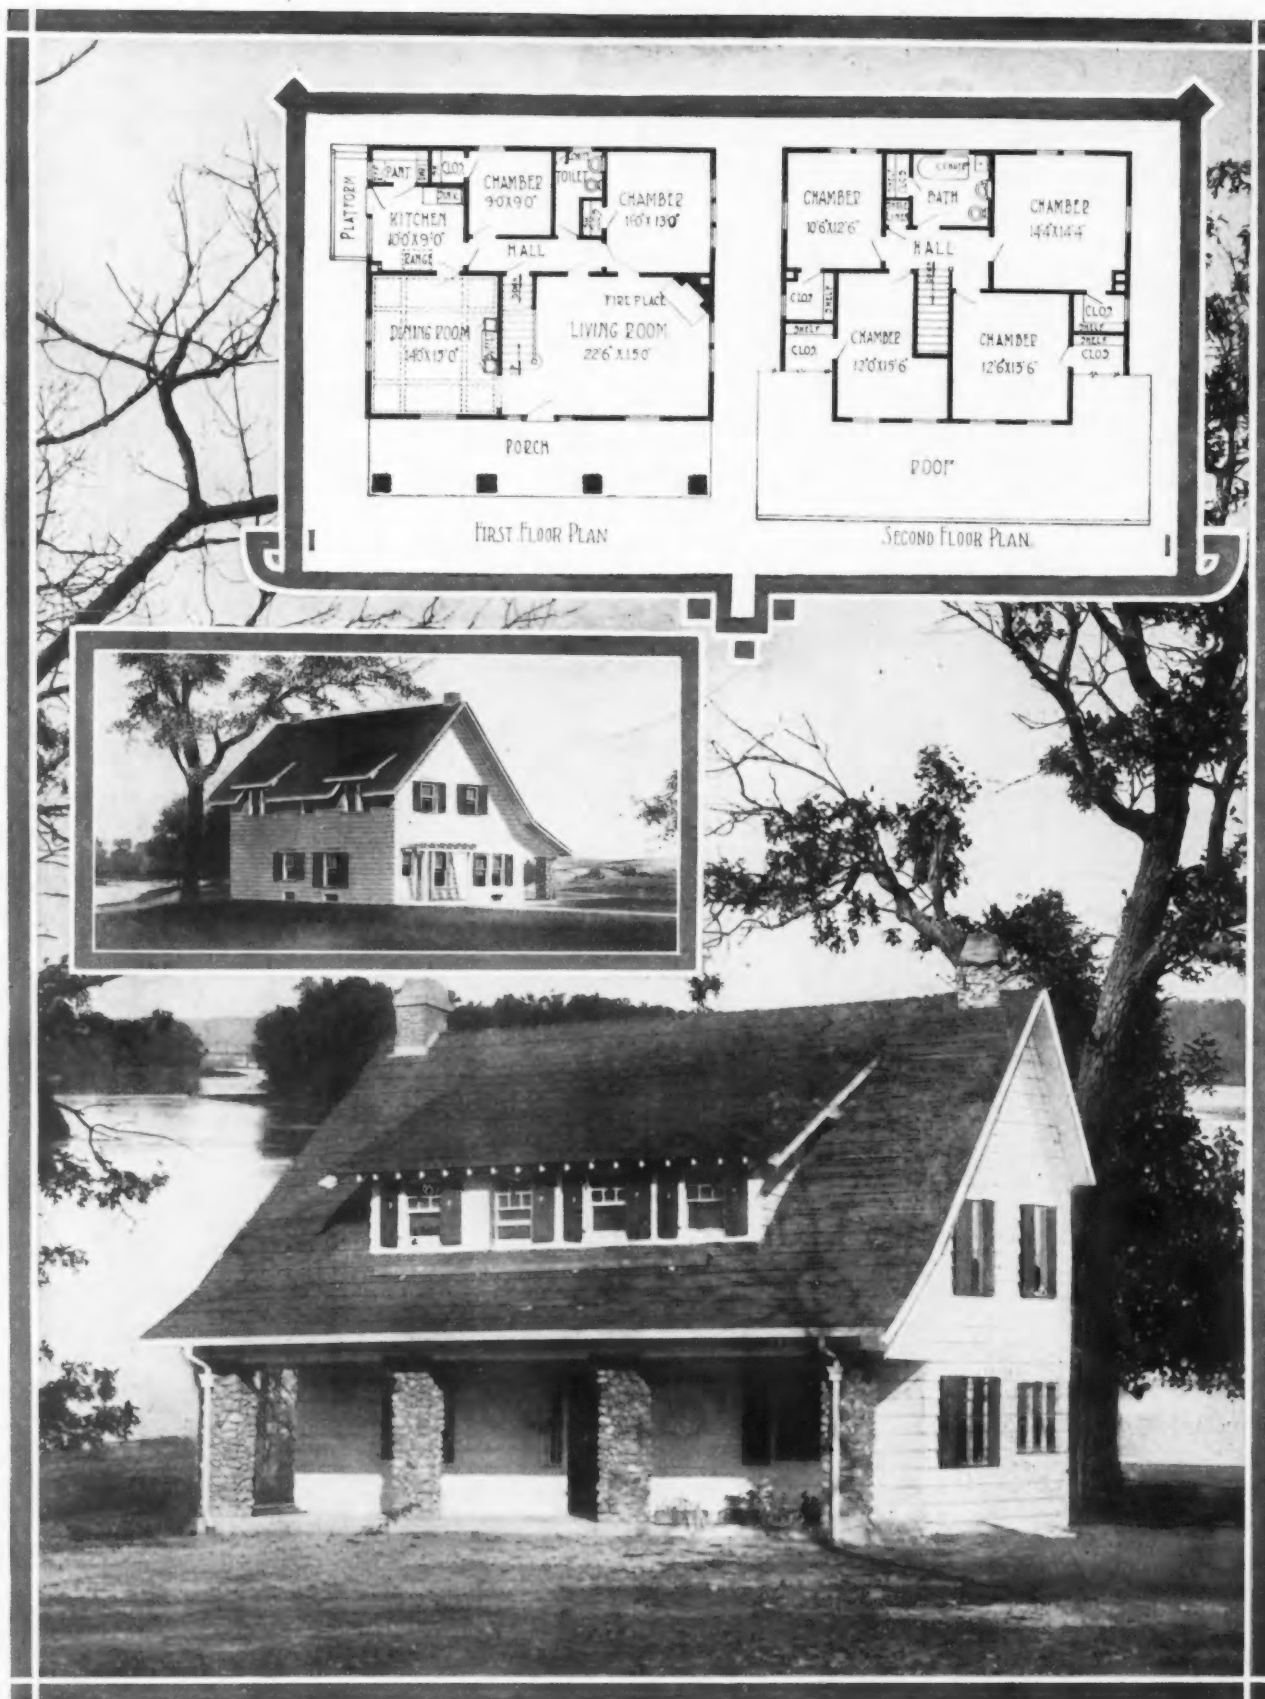 PLATFORM
PANT
CLOS
CHAMBER
9'0"X9'0"
TOILET
CHAMBER
11'0"X13'0"
KITCHEN
10'0"X9'0"
RANGE
HALL
DINING ROOM
14'0"X15'0"
FIRE PLACE
LIVING ROOM
22'6"X15'0"
PORCH
FIRST FLOOR PLAN
CHAMBER
10'6"X12'6"
BATH
CHAMBER
14'4"X14'4"
HALL
CLOS
SHELF
SHELF
CLOS
CHAMBER
12'0"X15'6"
CHAMBER
12'6"X13'6"
CLOS
SHELF
SHELF
CLOS
ROOF
SECOND FLOOR PLAN